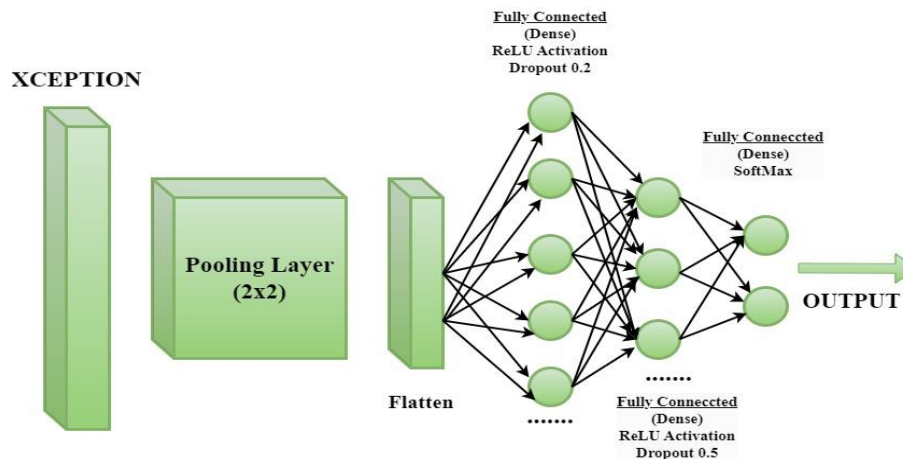 XCEPTION
Pooling Layer
(2x2)
Flatten
Fully Connected
(Dense)
ReLU Activation
Dropout 0.2
.......
Fully Conneccted
(Dense)
SoftMax
.......
Fully Conneccted
(Dense)
ReLU Activation
Dropout 0.5
OUTPUT